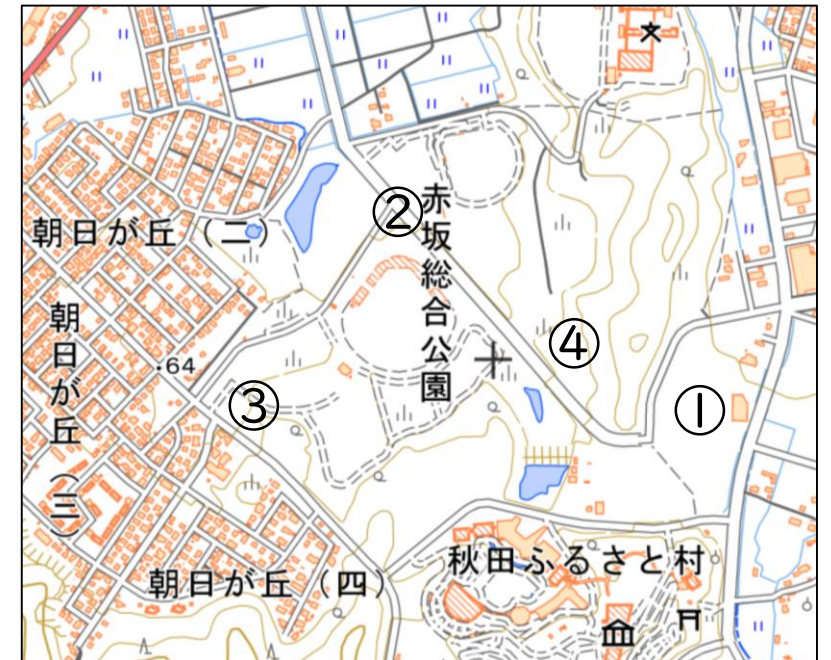 朝日が丘(二)
②
赤坂総合公園
朝日が丘(三)
・64
③
④
①
朝日が丘(四)
秋田ふるさと村